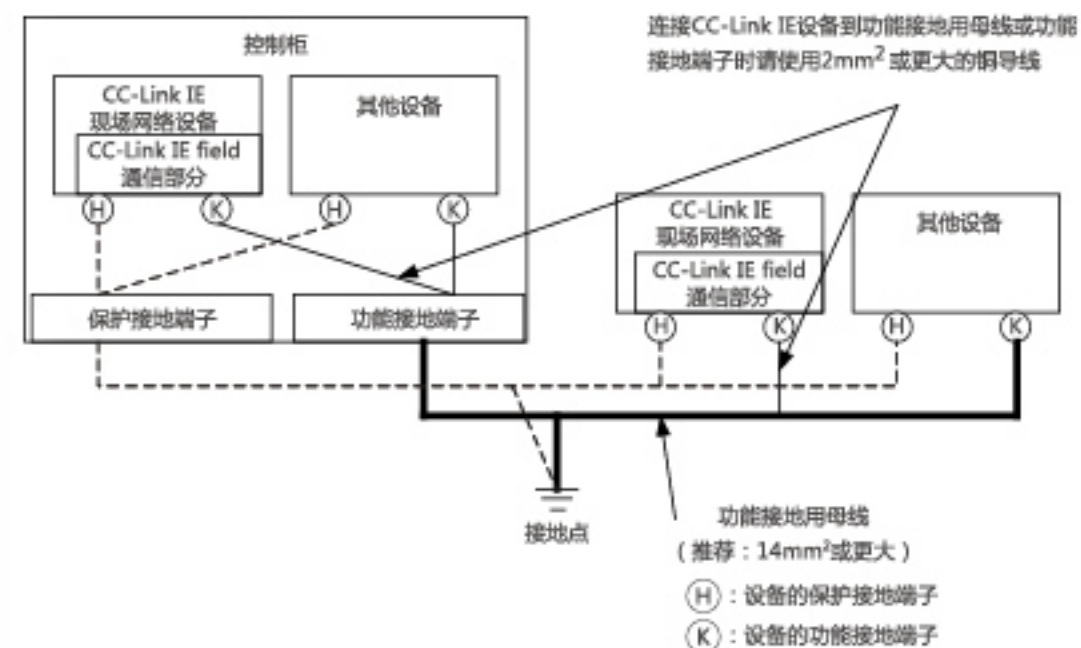 连接CC-Link IE设备到功能接地用母线或功能
接地端子时请使用2mm²或更大的铜导线
控制柜
CC-Link IE
现场网络设备
CC-Link IE field
通信部分
其他设备
H
K
H
K
保护接地端子
功能接地端子
CC-Link IE
现场网络设备
CC-Link IE field
通信部分
其他设备
H
K
H
K
接地点
功能接地用母线
（推荐：14mm²或更大）
H：设备的保护接地端子
K：设备的功能接地端子